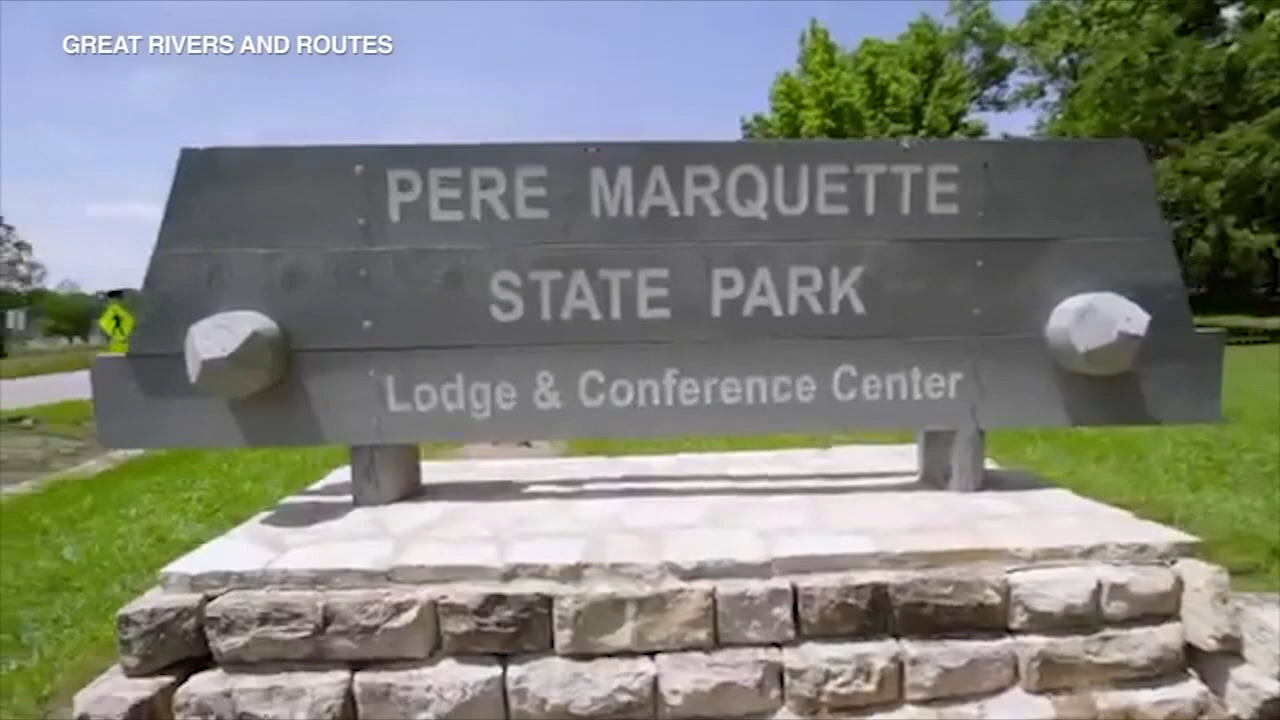 GREAT RIVERS AND ROUTES
PERE MARQUETTE
STATE PARK
Lodge & Conference Center